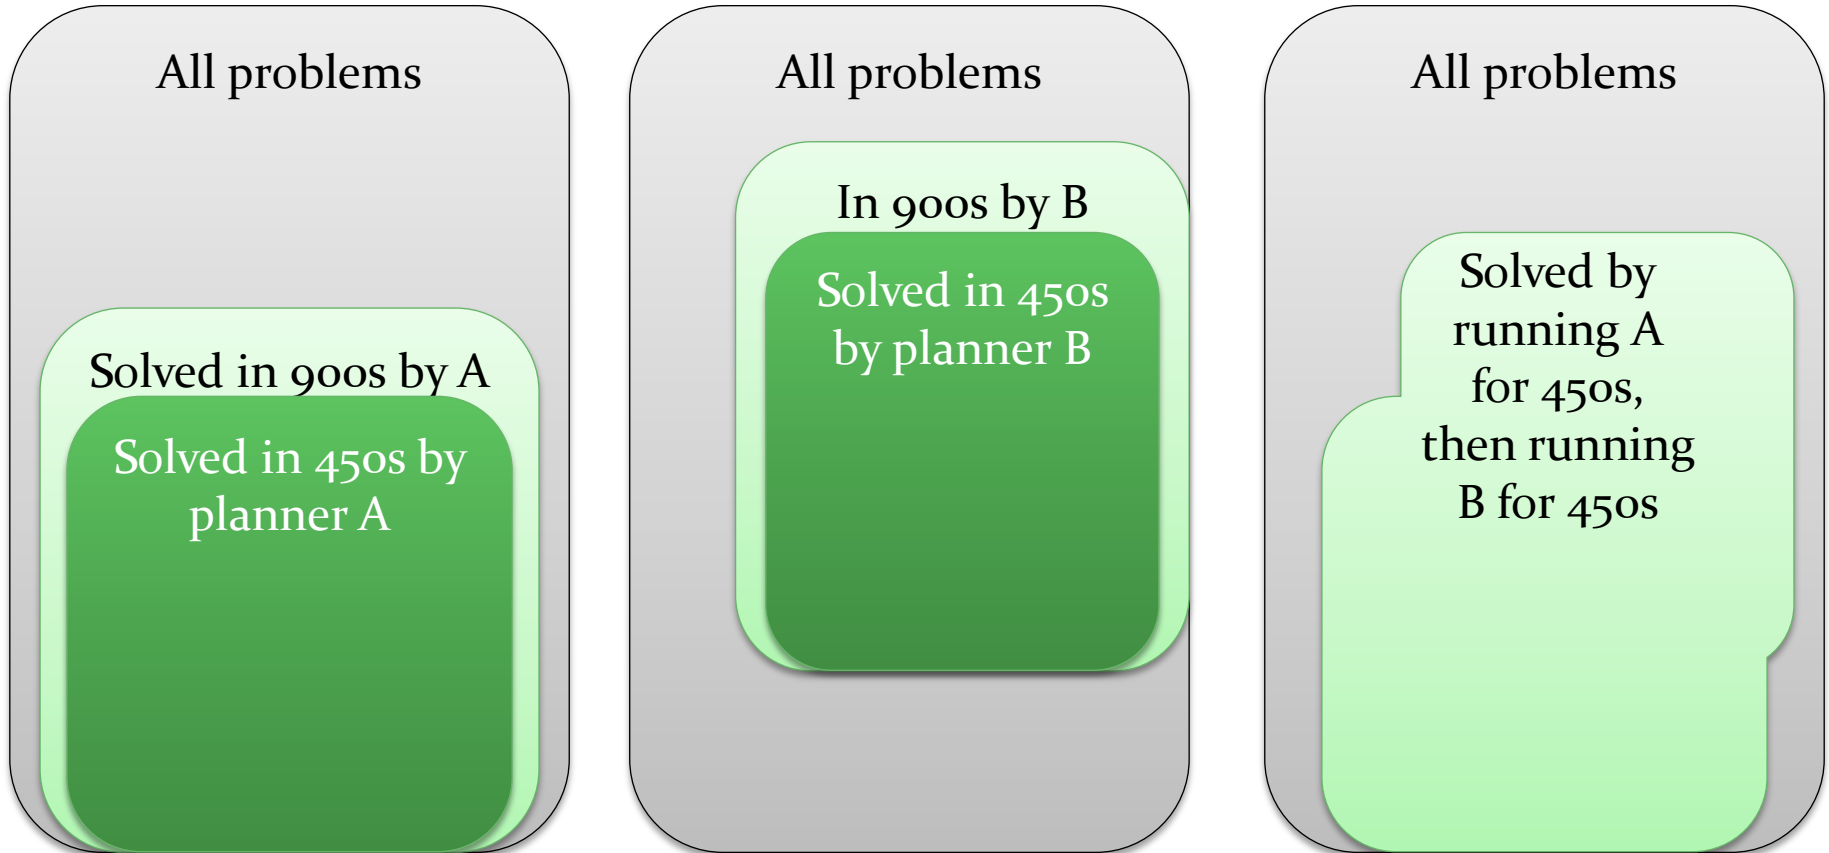 All problems
Solved in 900s by A
Solved in 450s by
planner A
All problems
In 900s by B
Solved in 450s
by planner B
All problems
Solved by
running A
for 450s,
then running
B for 450s